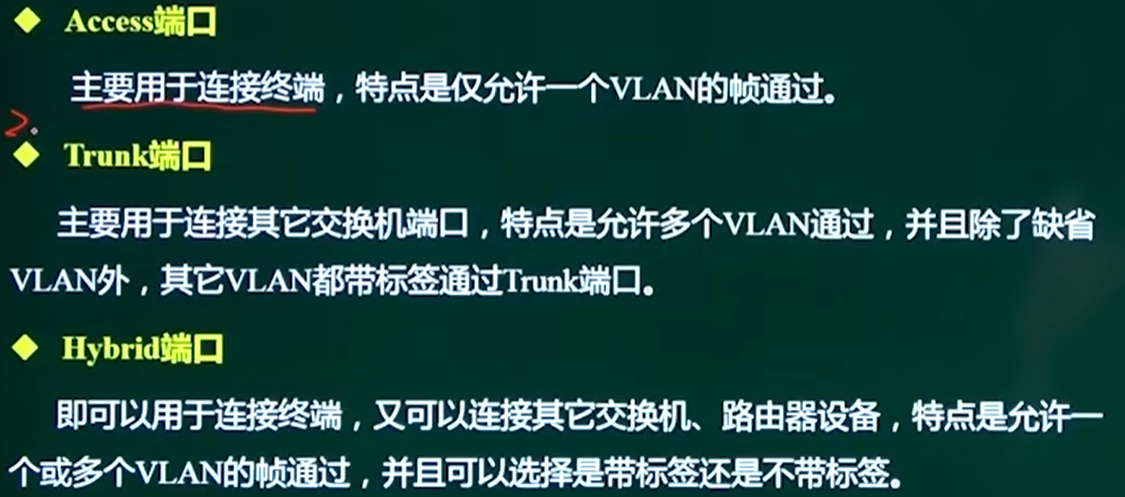 ◆ Access端口
主要用于连接终端，特点是仅允许一个VLAN的帧通过。
2.
◆ Trunk端口
主要用于连接其它交换机端口，特点是允许多个VLAN通过，并且除了缺省
VLAN外，其它VLAN都带标签通过Trunk端口。
◆ Hybrid端口
即可以用于连接终端，又可以连接其它交换机、路由器设备，特点是允许一
个或多个VLAN的帧通过，并且可以选择是带标签还是不带标签。